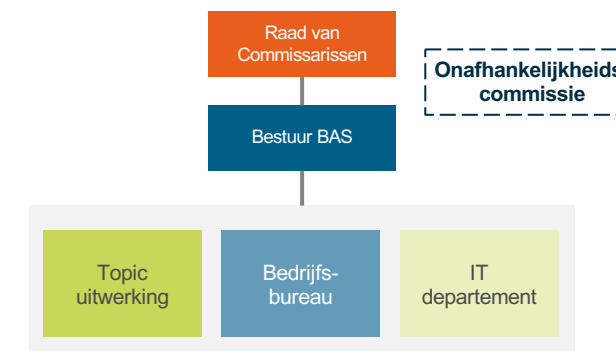 Raad van
Commissarissen
Onafhankelijkheids
commissie
Bestuur BAS
Topic
uitwerking
Bedrijfs-
bureau
IT
departement